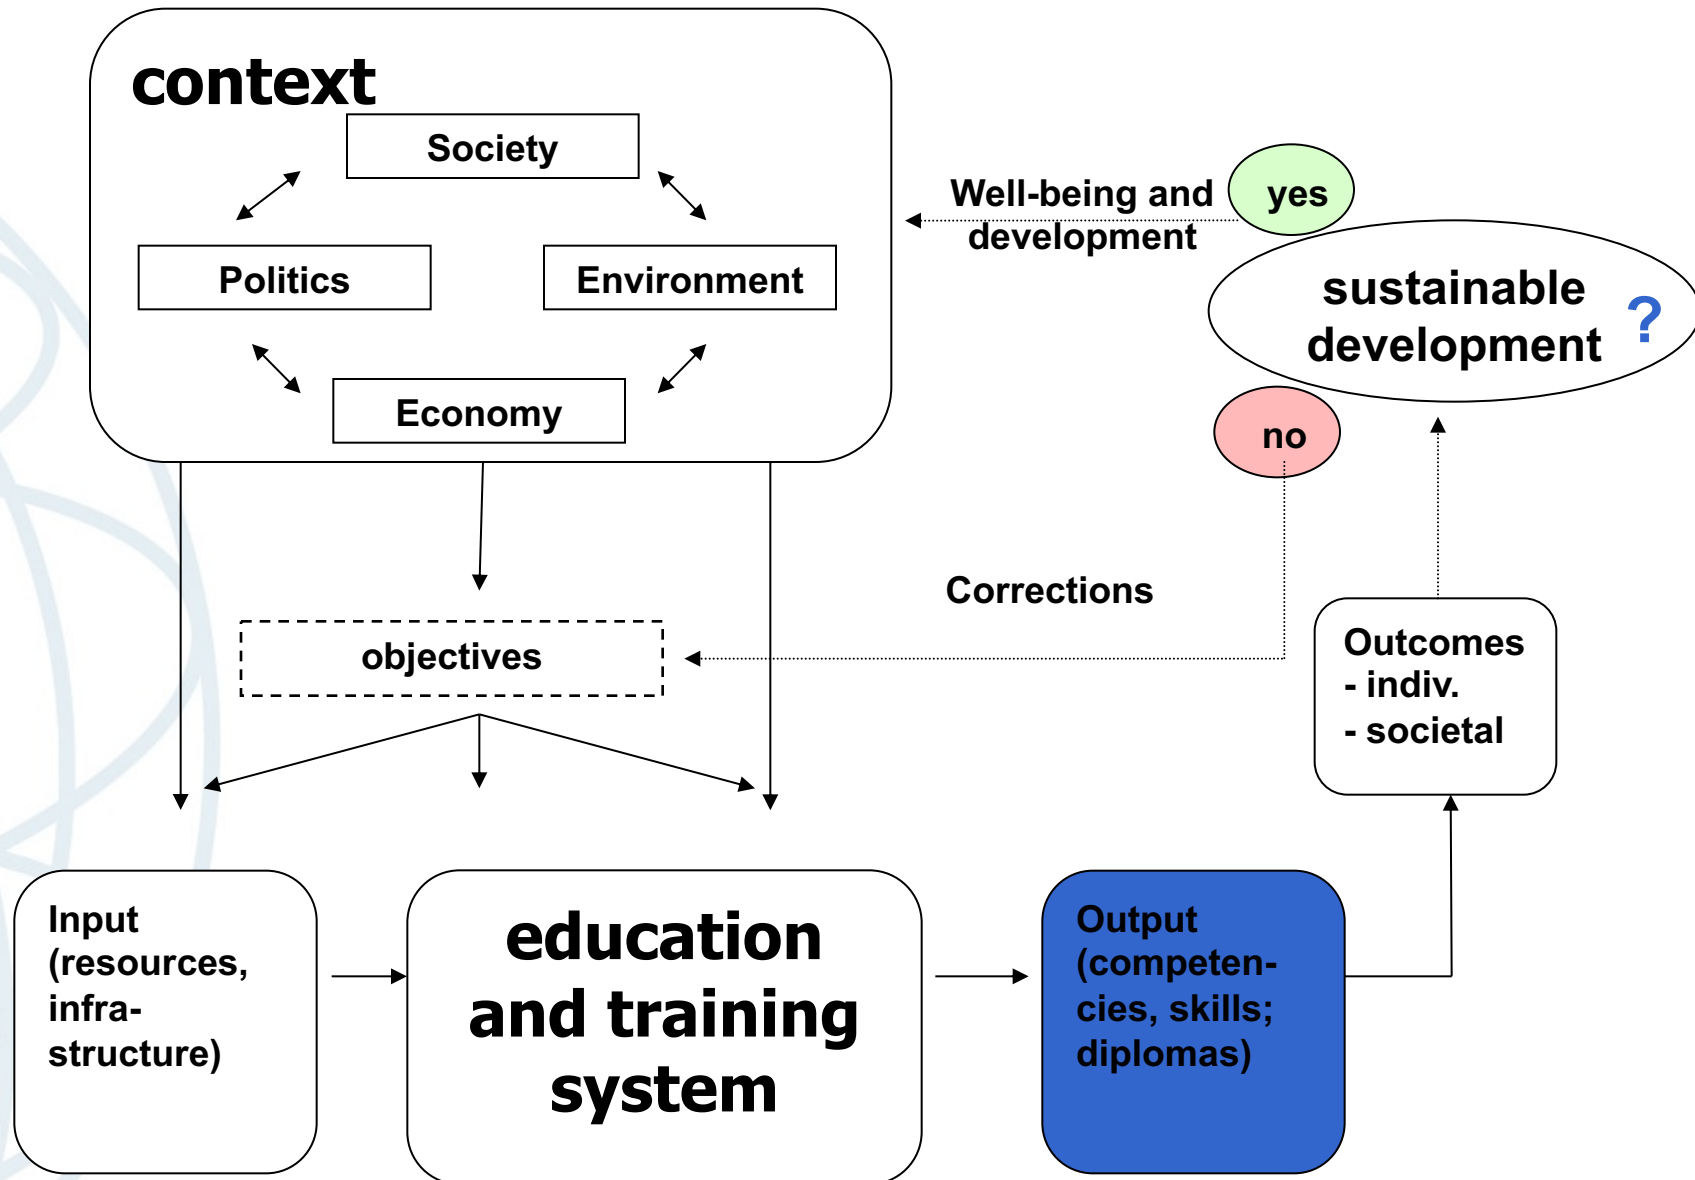 context
Society
Politics
Environment
Economy
Well-being and
development
yes
sustainable
development ?
no
Corrections
objectives
Outcomes
- indiv.
- societal
Input
(resources,
infra-
structure)
education
and training
system
Output
(competen-
cies, skills;
diplomas)